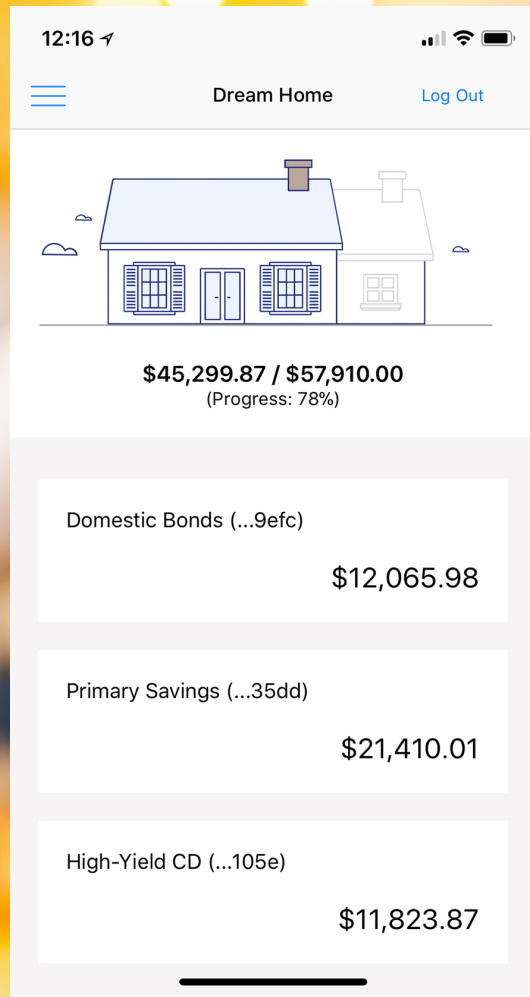 12:16
Dream Home
Log Out
$45,299.87 / $57,910.00
(Progress: 78%)
Domestic Bonds (...9efc)
$12,065.98
Primary Savings (...35dd)
$21,410.01
High-Yield CD (...105e)
$11,823.87